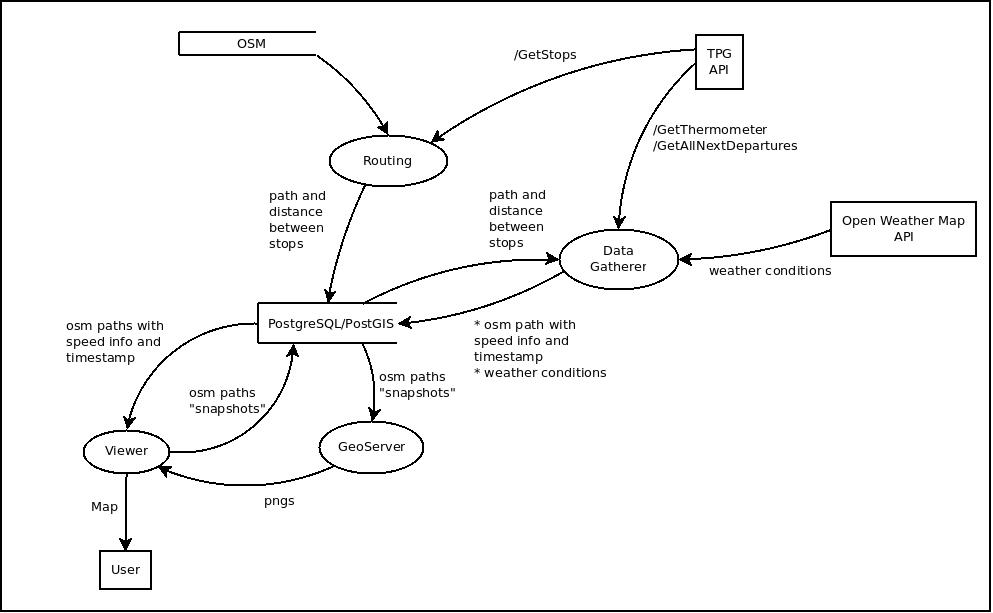 OSM
/GetStops
TPG
API
/GetThermometer
/GetAllNextDepartures
Routing
path and
distance
between
stops
path and
distance
between
stops
Data
Gatherer
Open Weather Map
API
weather conditions
PostgreSQL/PostGIS
osm paths with
speed info and
timestamp
* osm path with
speed info and
timestamp
* weather conditions
osm paths
"snapshots"
osm paths
"snapshots"
Viewer
GeoServer
pngs
Map
User